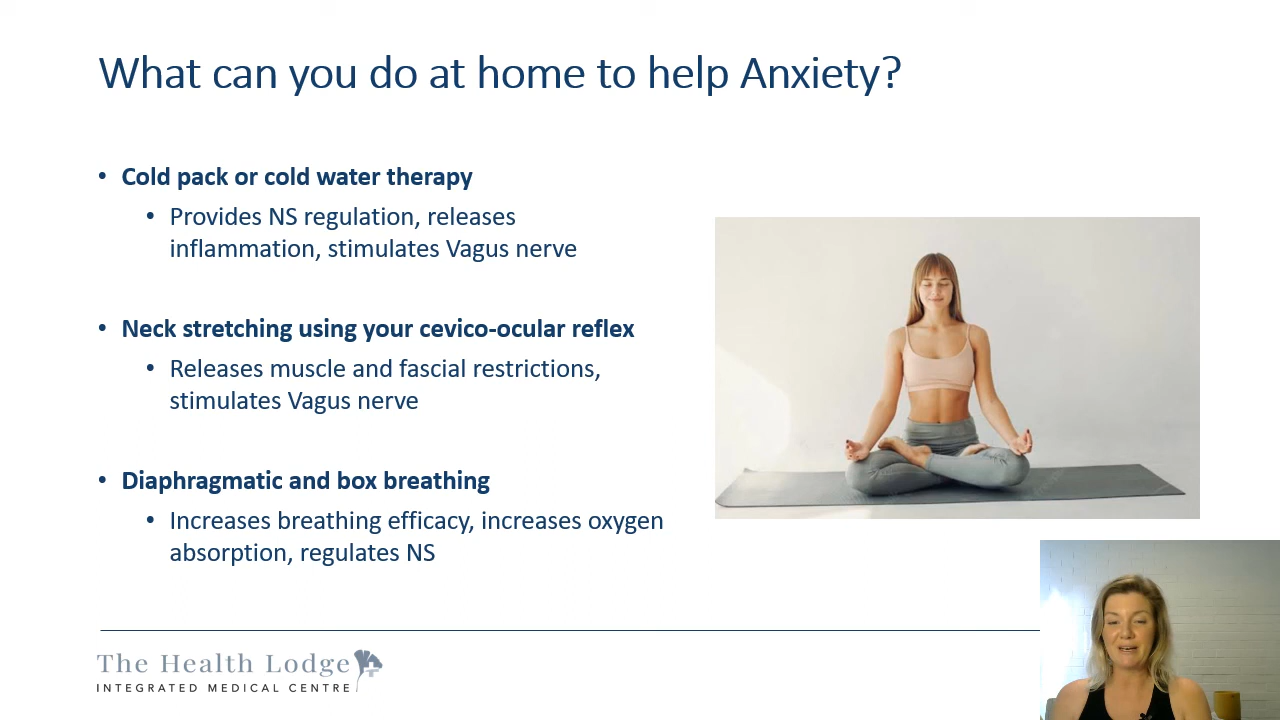 What can you do at home to help Anxiety?
• Cold pack or cold water therapy
• Provides NS regulation, releases
inflammation, stimulates Vagus nerve
• Neck stretching using your cevico-ocular reflex
• Releases muscle and fascial restrictions,
stimulates Vagus nerve
• Diaphragmatic and box breathing
• Increases breathing efficacy, increases oxygen
absorption, regulates NS
The Health Lodge
INTEGRATED MEDICAL CENTRE